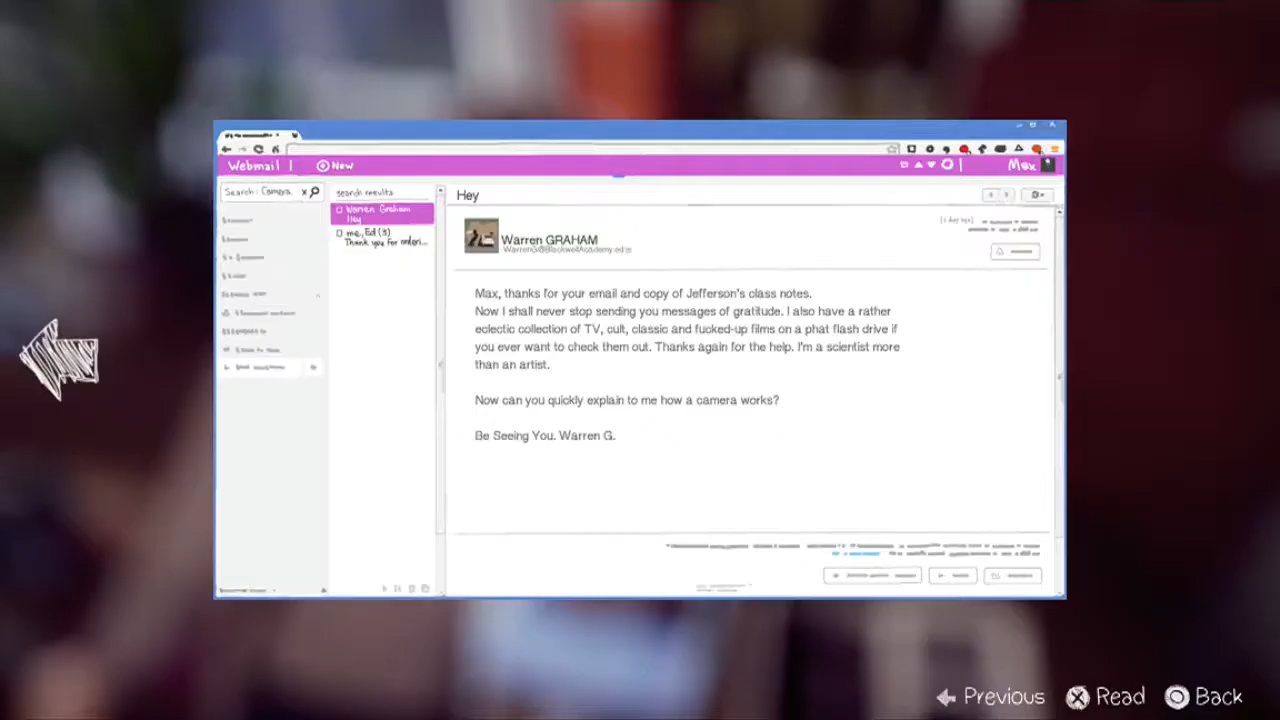 Webmail | New
Max
Search: Camera x
search results
Warren Graham
Hey
me, Ed (3)
Thank you for orderi...
Hey
Warren GRAHAM
WarrenG@BlackwellAcademy.ed
Max, thanks for your email and copy of Jefferson's class notes.
Now I shall never stop sending you messages of gratitude. I also have a rather
eclectic collection of TV, cult, classic and fucked-up films on a phat flash drive if
you ever want to check them out. Thanks again for the help. I'm a scientist more
than an artist.
Now can you quickly explain to me how a camera works?
Be Seeing You. Warren G.
Previous Read Back